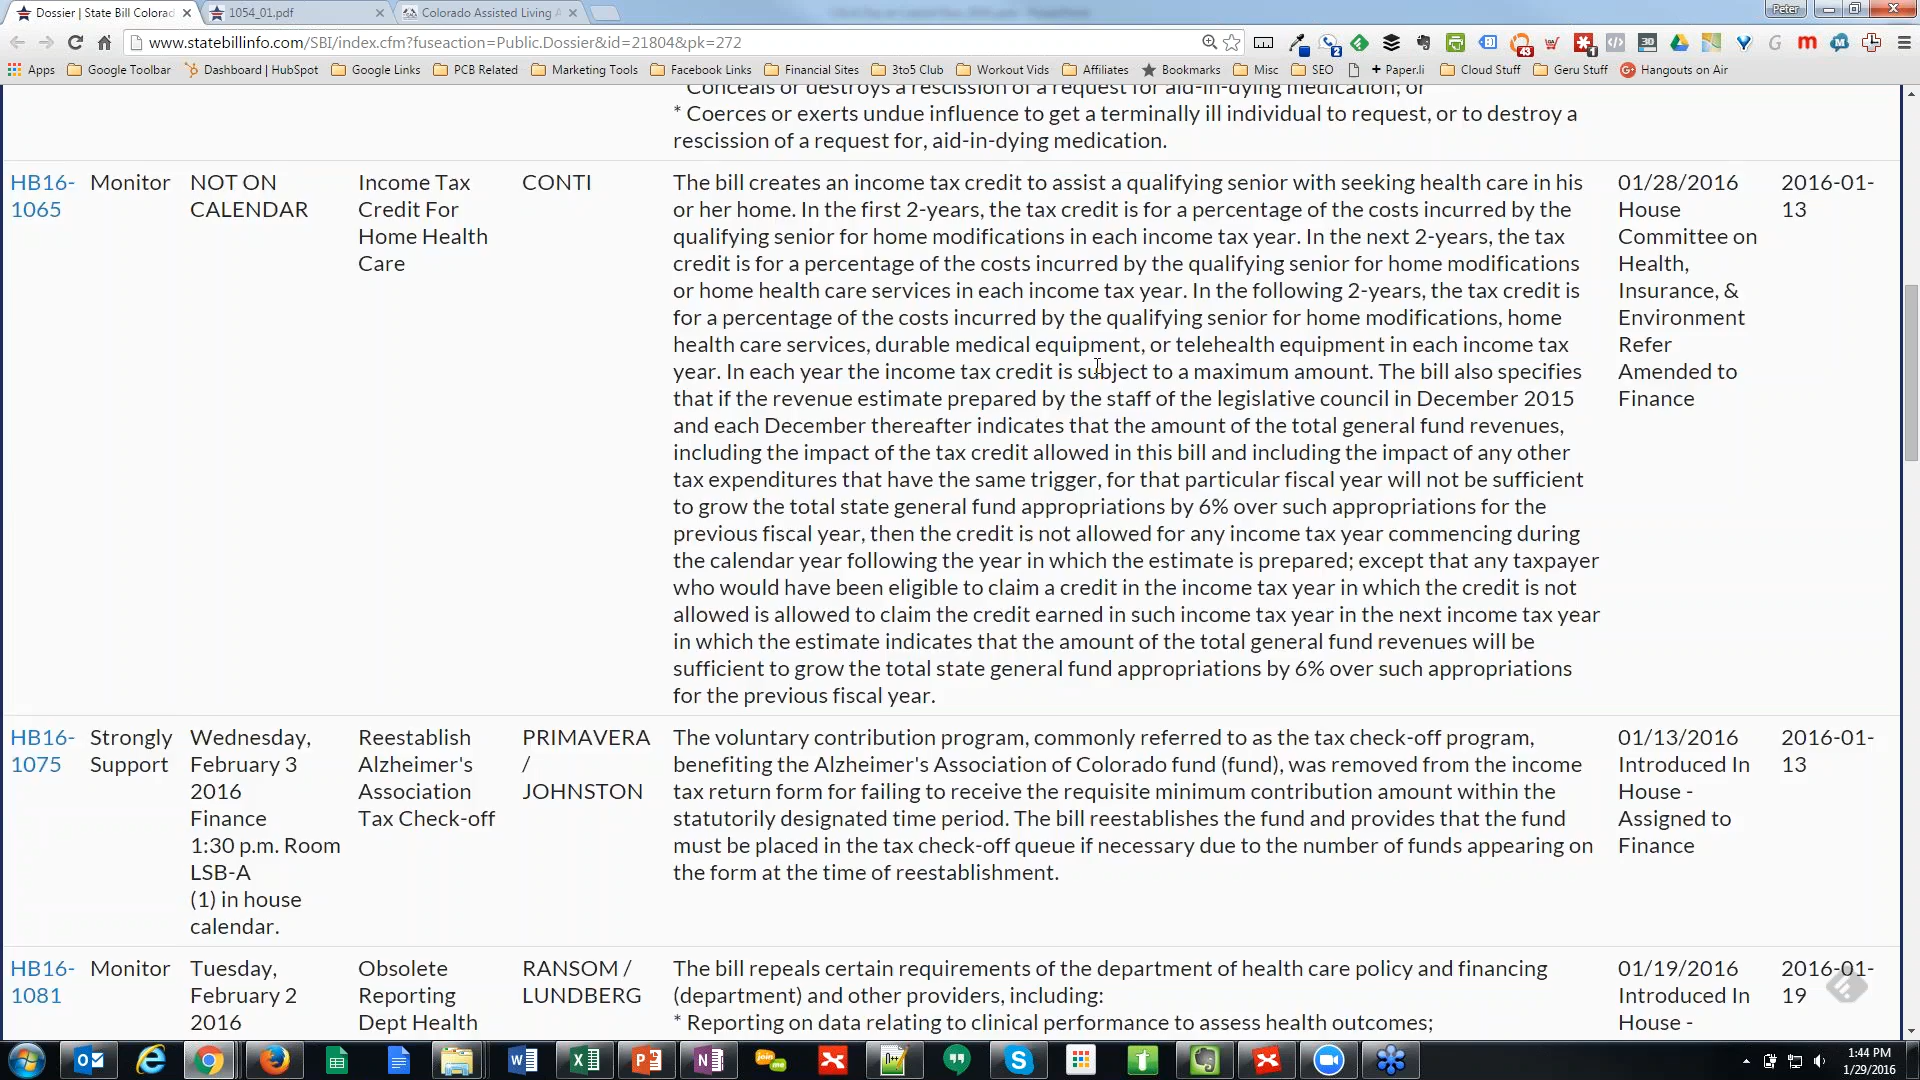 Dossier | State Bill Colorad
1054_01.pdf
Colorado Assisted Living A
Peter
www.statebillinfo.com/SBI/index.cfm?fuseaction=Public.Dossier&id=21804&pk=272
Apps Google Toolbar Dashboard | HubSpot Google Links PCB Related Marketing Tools Facebook Links Financial Sites 3to5 Club Workout Vids Affiliates Bookmarks Misc SEO + Paper.li Cloud Stuff Geru Stuff Hangouts on Air
* Conceals or destroys a rescission of a request for aid-in-dying medication; or
* Coerces or exerts undue influence to get a terminally ill individual to request, or to destroy a
rescission of a request for, aid-in-dying medication.
HB16-
1065
Monitor
NOT ON
CALENDAR
Income Tax
Credit For
Home Health
Care
CONTI
The bill creates an income tax credit to assist a qualifying senior with seeking health care in his
or her home. In the first 2-years, the tax credit is for a percentage of the costs incurred by the
qualifying senior for home modifications in each income tax year. In the next 2-years, the tax
credit is for a percentage of the costs incurred by the qualifying senior for home modifications
or home health care services in each income tax year. In the following 2-years, the tax credit is
for a percentage of the costs incurred by the qualifying senior for home modifications, home
health care services, durable medical equipment, or telehealth equipment in each income tax
year. In each year the income tax credit is subject to a maximum amount. The bill also specifies
that if the revenue estimate prepared by the staff of the legislative council in December 2015
and each December thereafter indicates that the amount of the total general fund revenues,
including the impact of the tax credit allowed in this bill and including the impact of any other
tax expenditures that have the same trigger, for that particular fiscal year will not be sufficient
to grow the total state general fund appropriations by 6% over such appropriations for the
previous fiscal year, then the credit is not allowed for any income tax year commencing during
the calendar year following the year in which the estimate is prepared; except that any taxpayer
who would have been eligible to claim a credit in the income tax year in which the credit is not
allowed is allowed to claim the credit earned in such income tax year in the next income tax year
in which the estimate indicates that the amount of the total general fund revenues will be
sufficient to grow the total state general fund appropriations by 6% over such appropriations
for the previous fiscal year.
01/28/2016
House
Committee on
Health,
Insurance, &
Environment
Refer
Amended to
Finance
2016-01-
13
HB16-
1075
Strongly
Support
Wednesday,
February 3
2016
Finance
1:30 p.m. Room
LSB-A
(1) in house
calendar.
Reestablish
Alzheimer's
Association
Tax Check-off
PRIMAVERA
/
JOHNSTON
The voluntary contribution program, commonly referred to as the tax check-off program,
benefiting the Alzheimer's Association of Colorado fund (fund), was removed from the income
tax return form for failing to receive the requisite minimum contribution amount within the
statutorily designated time period. The bill reestablishes the fund and provides that the fund
must be placed in the tax check-off queue if necessary due to the number of funds appearing on
the form at the time of reestablishment.
01/13/2016
Introduced In
House -
Assigned to
Finance
2016-01-
13
HB16-
1081
Monitor
Tuesday,
February 2
2016
Obsolete
Reporting
Dept Health
RANSOM /
LUNDBERG
The bill repeals certain requirements of the department of health care policy and financing
(department) and other providers, including:
* Reporting on data relating to clinical performance to assess health outcomes;
01/19/2016
Introduced In
House -
2016-01-
19
1:44 PM
1/29/2016